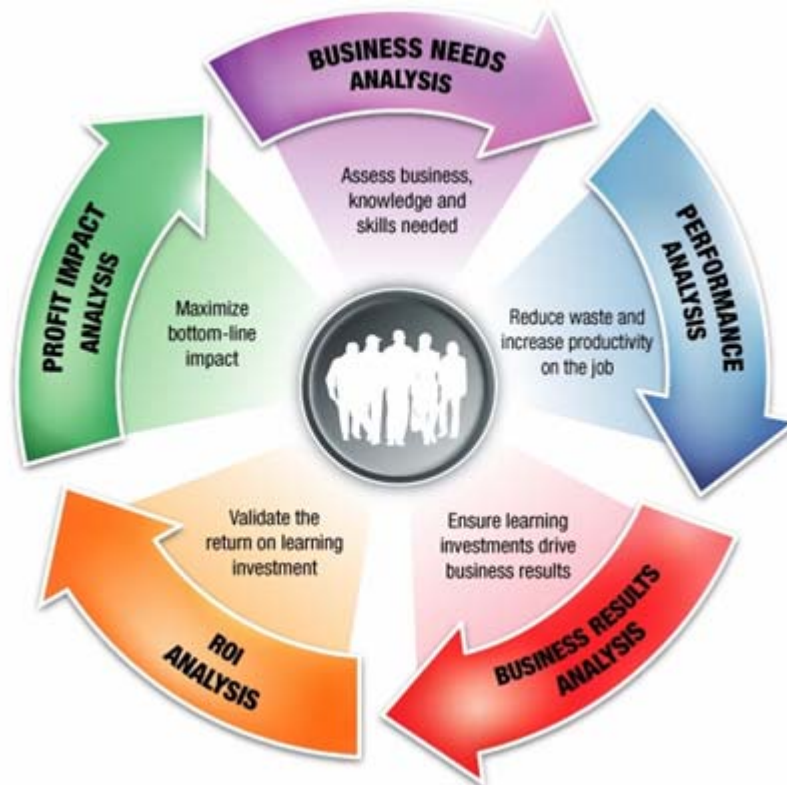 BUSINESS NEEDS
ANALYSIS
Assess business,
knowledge and
skills needed
PERFORMANCE
ANALYSIS
Reduce waste and
increase productivity
on the job
BUSINESS RESULTS
ANALYSIS
Ensure learning
investments drive
business results
ROI
ANALYSIS
Validate the
return on learning
investment
PROFIT IMPACT
ANALYSIS
Maximize
bottom-line
impact